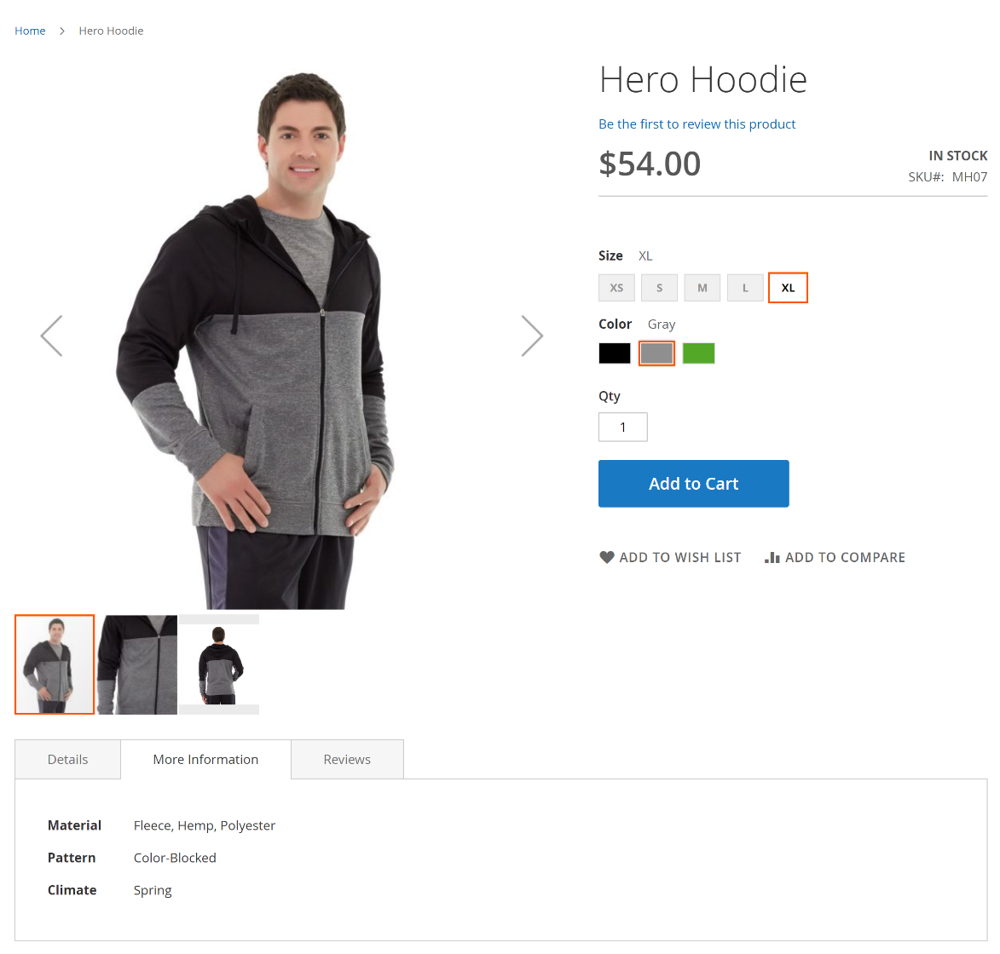 Home > Hero Hoodie
Hero Hoodie
Be the first to review this product
$54.00
IN STOCK
SKU#: MH07
Size XL
XS S M L XL
Color Gray
Qty
1
Add to Cart
ADD TO WISH LIST ADD TO COMPARE
Details More Information Reviews
Material Fleece, Hemp, Polyester
Pattern Color-Blocked
Climate Spring